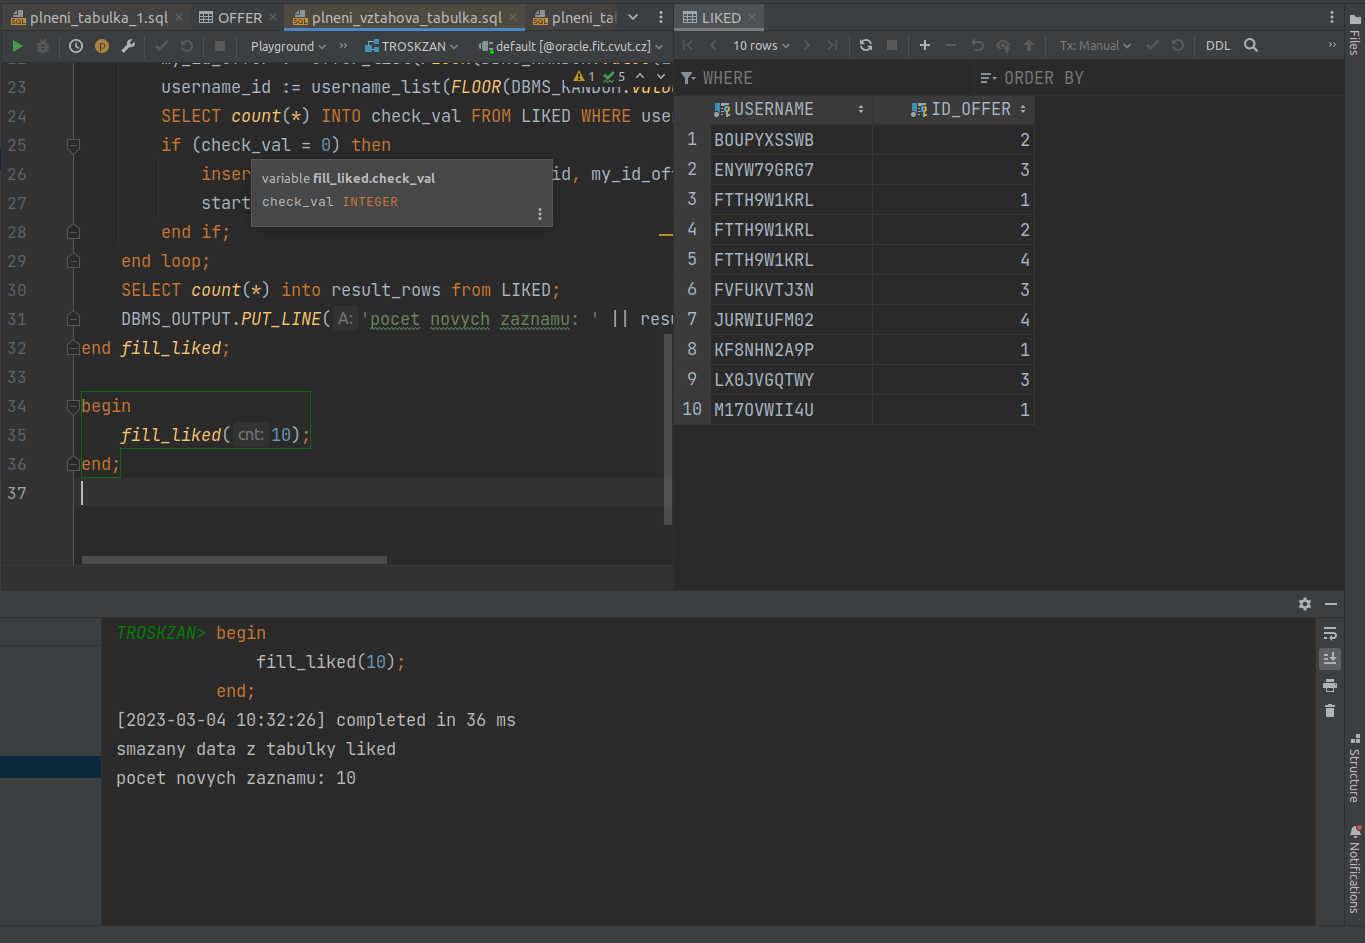 plneni_tabulka_1.sql OFFER plneni_vztahova_tabulka.sql plneni_tal LIKED
Playground TROSKZAN default [@oracle.fit.cvut.cz] 10 rows Tx: Manual DDL
Files
1 5
WHERE ORDER BY
USERNAME ID_OFFER
23 username_id := username_list(FLOOR(DBMS_RANDOM.
24 SELECT count(*) INTO check_val FROM LIKED WHERE use
25 if (check_val = 0) then
26 inser id, my_id_of
27 start
28 end if;
29 end loop;
30 SELECT count(*) into result_rows from LIKED;
31 DBMS_OUTPUT.PUT_LINE( A: 'pocet novych zaznamu: ' || resu
32 end fill_liked;
33
34 begin
35 fill_liked( cnt: 10);
36 end;
37
variable fill_liked.check_val
check_val INTEGER
1 BOUPYXSSWB 2
2 ENYW79GRG7 3
3 FTTH9W1KRL 1
4 FTTH9W1KRL 2
5 FTTH9W1KRL 4
6 FVFUKVTJ3N 3
7 JURWIUFM02 4
8 KF8NHN2A9P 1
9 LX0JVGQTWY 3
10 M17OVWII4U 1
TROSKZAN> begin
fill_liked(10);
end;
[2023-03-04 10:32:26] completed in 36 ms
smazany data z tabulky liked
pocet novych zaznamu: 10
Structure
Notifications